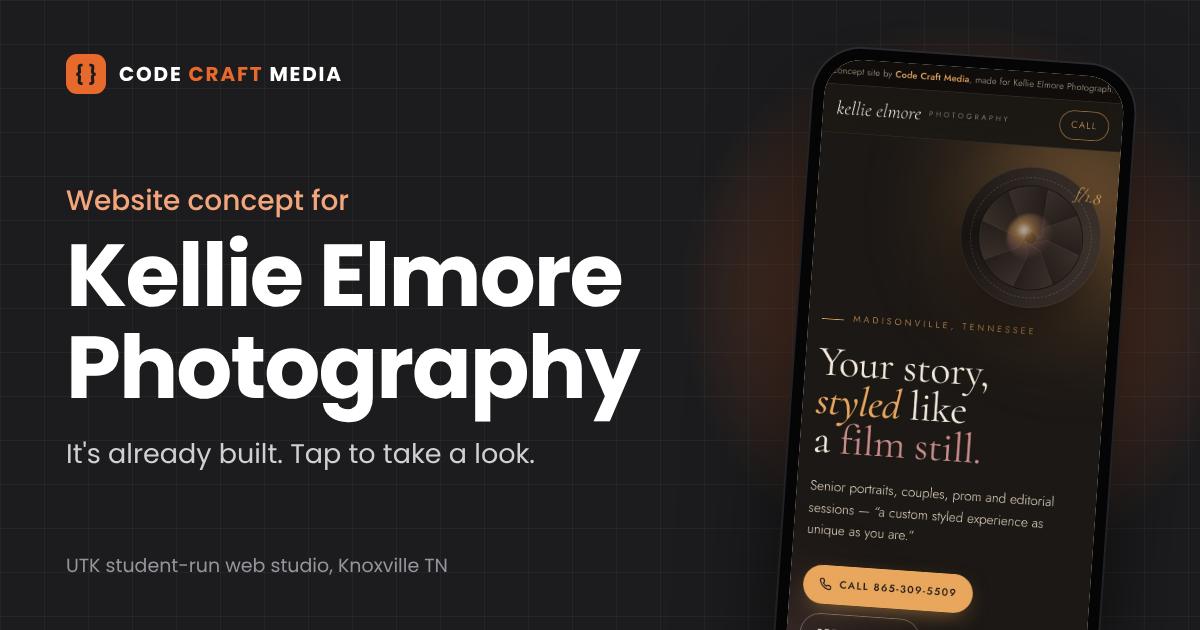 { } CODE CRAFT MEDIA
Website concept for
Kellie Elmore
Photography
It's already built. Tap to take a look.
UTK student-run web studio, Knoxville TN
concept site by Code Craft Media, made for Kellie Elmore
kellie elmore PHOTOGRAPHY
CALL
f/1.8
MADISONVILLE, TENNESSEE
Your story,
styled like
a film still.
Senior portraits, couples, prom and editorial
sessions — “a custom styled experience as
unique as you are.”
CALL 865-309-5509